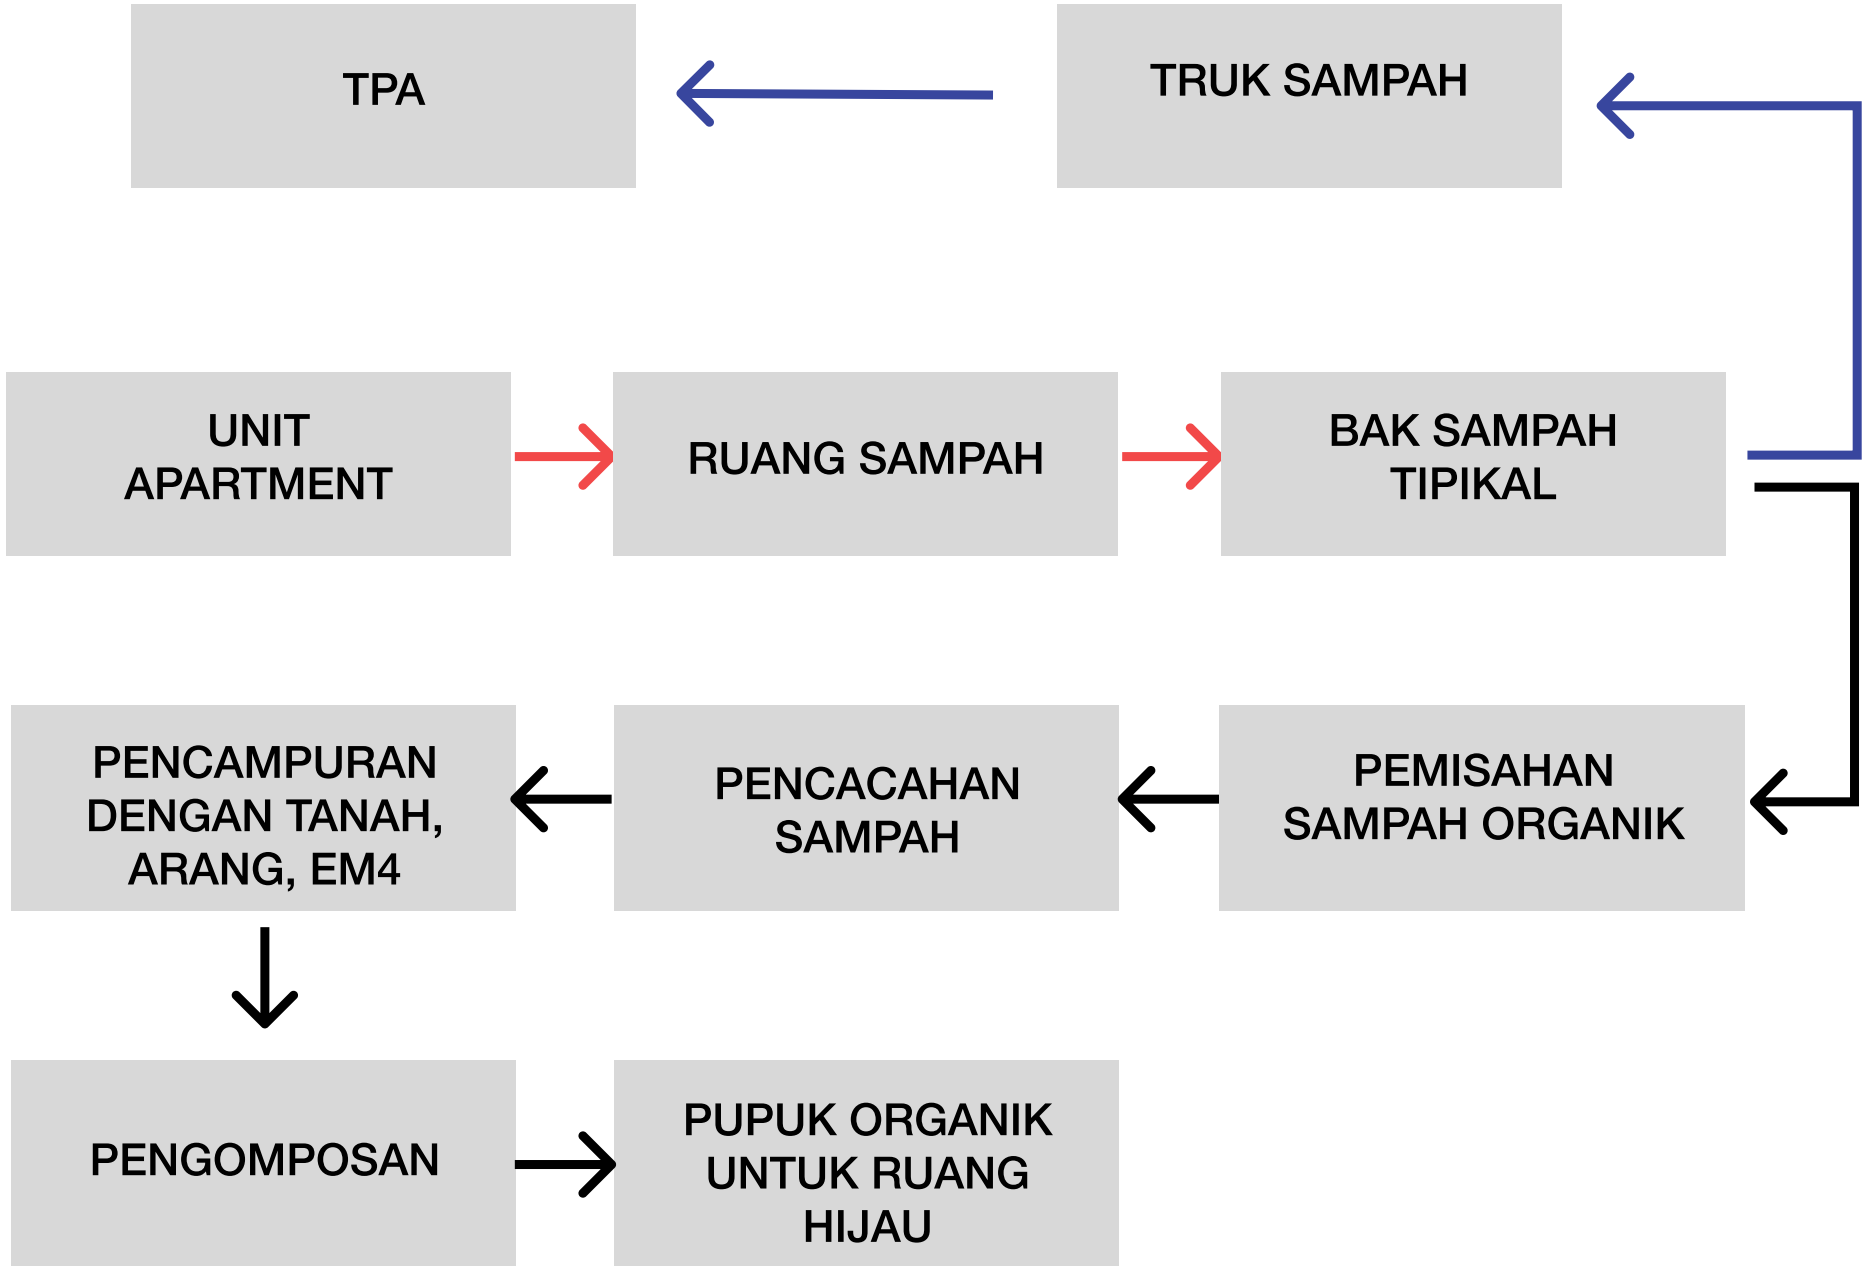 TPA
TRUK SAMPAH
UNIT
APARTMENT
RUANG SAMPAH
BAK SAMPAH
TIPIKAL
PENCAMPURAN
DENGAN TANAH,
ARANG, EM4
PENCACAHAN
SAMPAH
PEMISAHAN
SAMPAH ORGANIK
PENGOMPOSAN
PUPUK ORGANIK
UNTUK RUANG
HIJAU